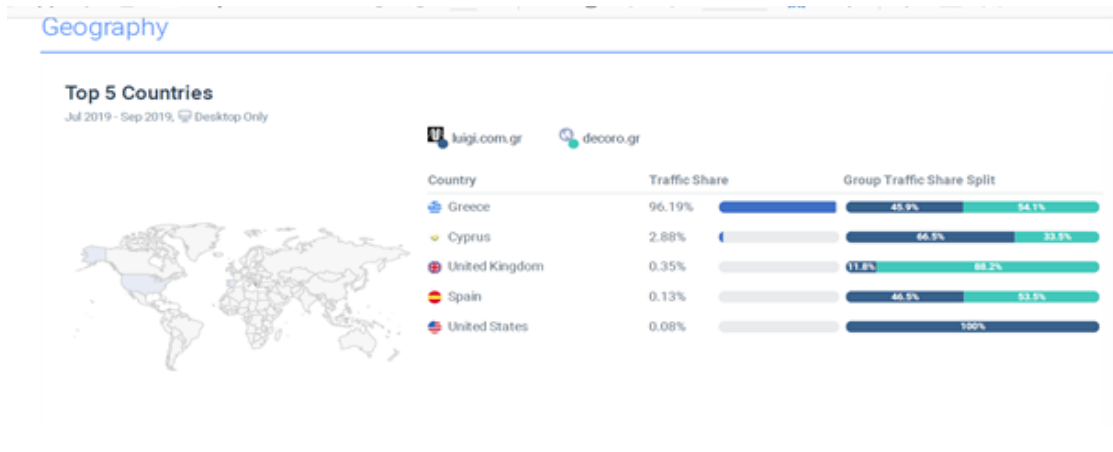 Geography
Top 5 Countries
Jul 2019 - Sep 2019, Desktop Only
luigi.com.gr decoro.gr
Country Traffic Share Group Traffic Share Split
Greece 96.19% 45.9% 54.1%
Cyprus 2.88% 66.5% 33.5%
United Kingdom 0.35% 11.8% 88.2%
Spain 0.13% 46.5% 53.5%
United States 0.08% 100%